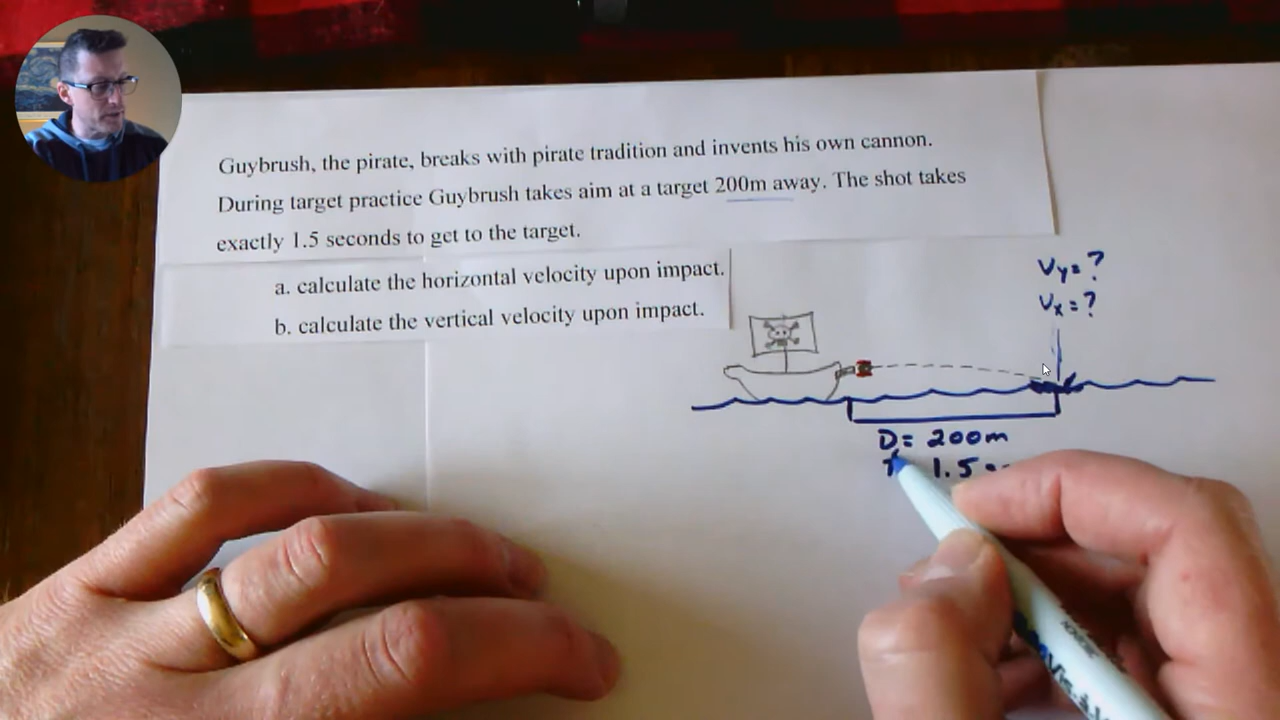 Guybrush, the pirate, breaks with pirate tradition and invents his own cannon.
During target practice Guybrush takes aim at a target 200m away. The shot takes
exactly 1.5 seconds to get to the target.
a. calculate the horizontal velocity upon impact.
b. calculate the vertical velocity upon impact.
Vy=?
Vx=?
D= 200m
1.5